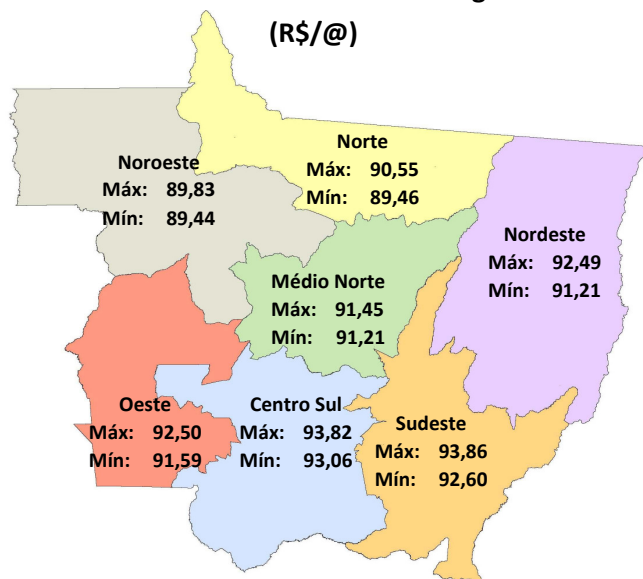 (R$/@)
Norte
Máx: 90,55
Mín: 89,46
Noroeste
Máx: 89,83
Mín: 89,44
Nordeste
Máx: 92,49
Mín: 91,21
Médio Norte
Máx: 91,45
Mín: 91,21
Oeste
Máx: 92,50
Mín: 91,59
Centro Sul
Máx: 93,82
Mín: 93,06
Sudeste
Máx: 93,86
Mín: 92,60